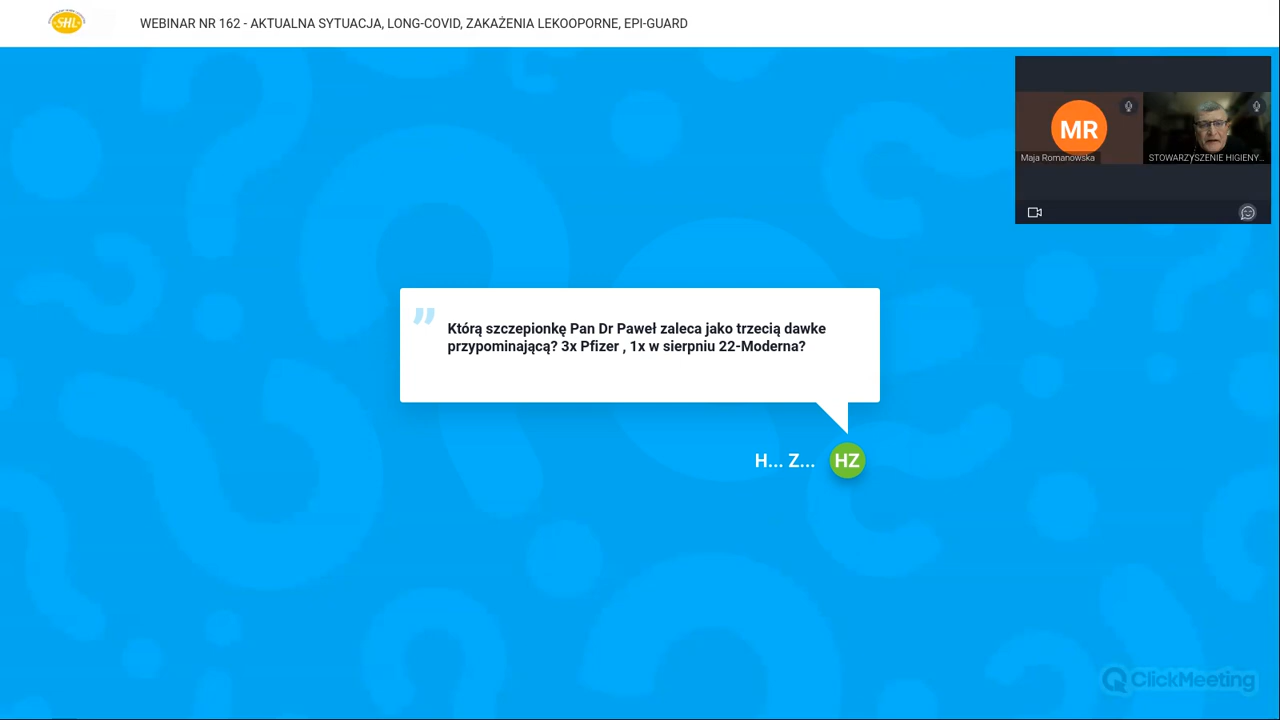 SHL
WEBINAR NR 162 - AKTUALNA SYTUACJA, LONG-COVID, ZAKAŻENIA LEKOOPORNE, EPI-GUARD
MR
Maja Romanowska
STOWARZYSZENIE HIGIENY...
Którą szczepionkę Pan Dr Paweł zaleca jako trzecią dawke
przypominającą? 3x Pfizer , 1x w sierpniu 22-Moderna?
H... Z...
HZ
ClickMeeting